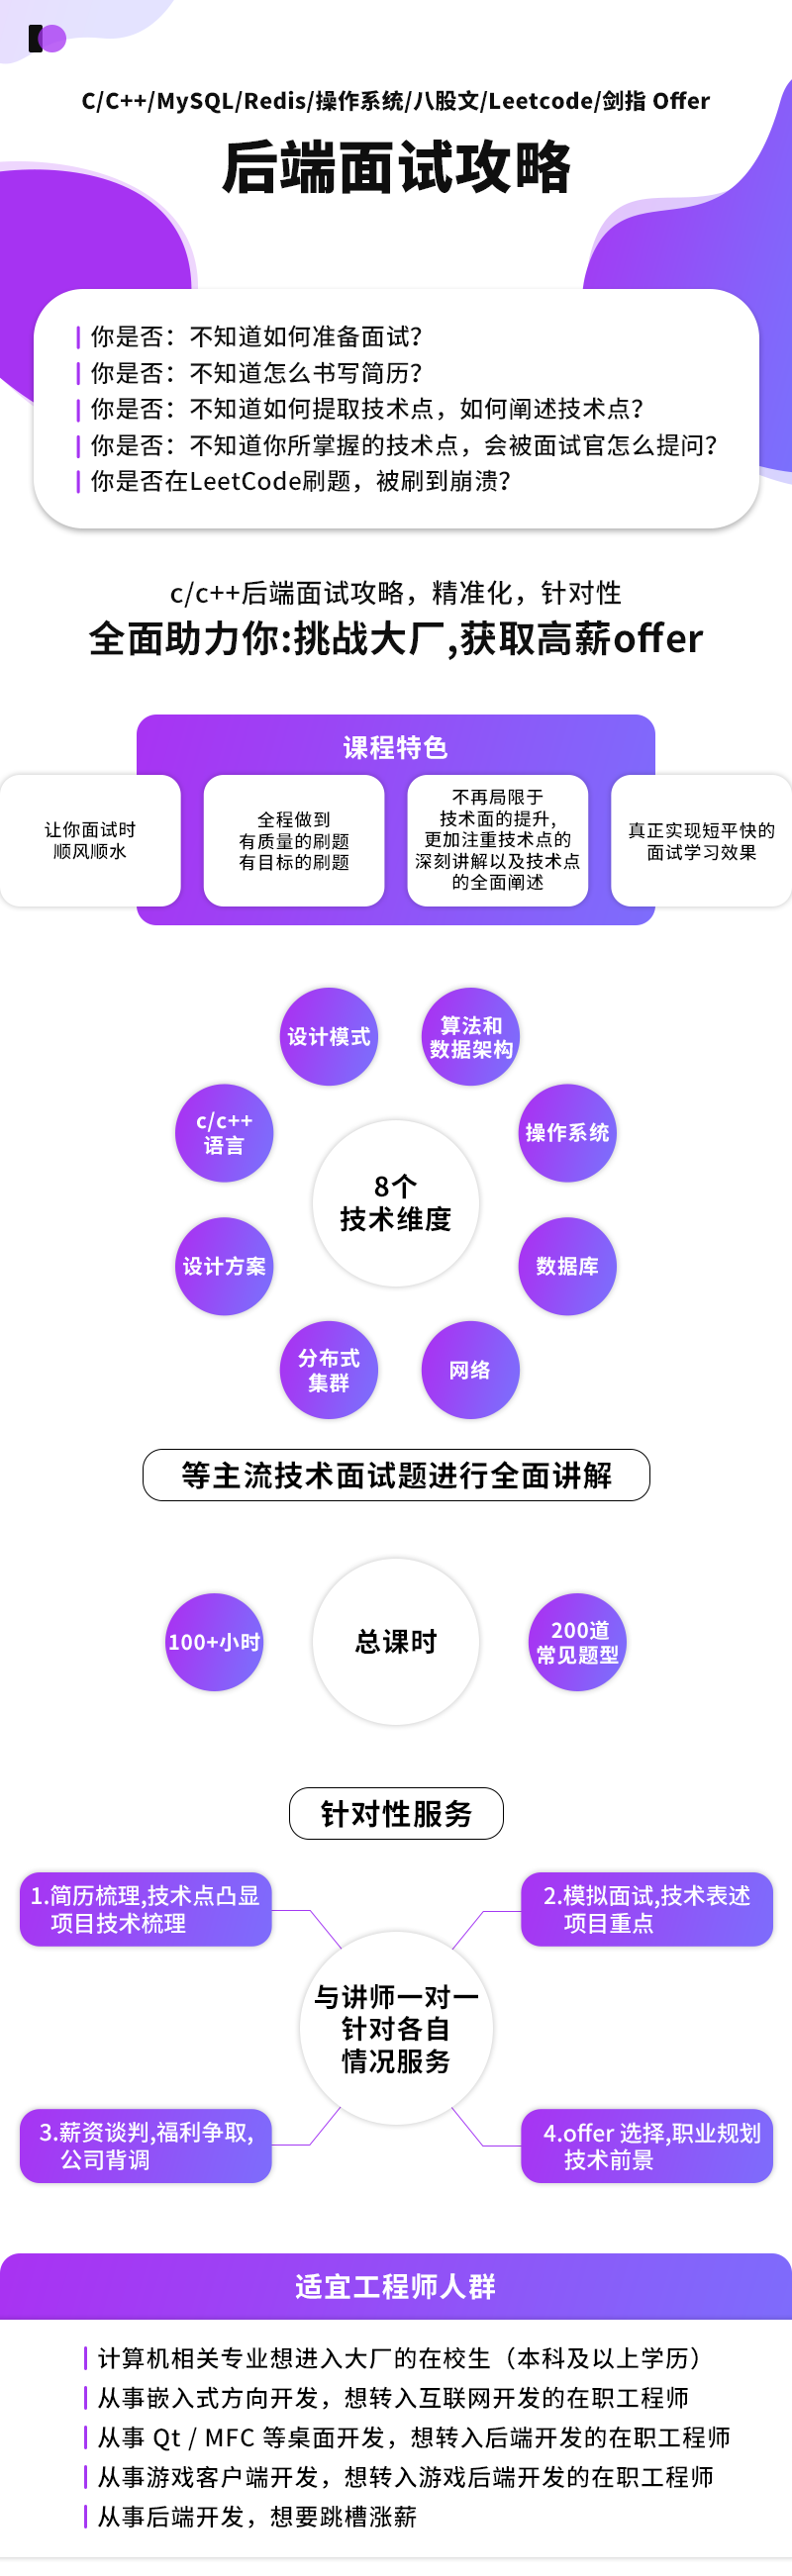 C/C++/MySQL/Redis/操作系统/八股文/Leetcode/剑指 Offer
后端面试攻略
你是否：不知道如何准备面试？
你是否：不知道怎么书写简历？
你是否：不知道如何提取技术点，如何阐述技术点？
你是否：不知道你所掌握的技术点，会被面试官怎么提问？
你是否在LeetCode刷题，被刷到崩溃？
c/c++后端面试攻略，精准化，针对性
全面助力你:挑战大厂,获取高薪offer
课程特色
让你面试时
顺风顺水
全程做到
有质量的刷题
有目标的刷题
不再局限于
技术面的提升,
更加注重技术点的
深刻讲解以及技术点
的全面阐述
真正实现短平快的
面试学习效果
设计模式
算法和
数据架构
c/c++
语言
操作系统
8个
技术维度
设计方案
数据库
分布式
集群
网络
等主流技术面试题进行全面讲解
100+小时
总课时
200道
常见题型
针对性服务
1.简历梳理,技术点凸显
项目技术梳理
2.模拟面试,技术表述
项目重点
与讲师一对一
针对各自
情况服务
3.薪资谈判,福利争取,
公司背调
4.offer 选择,职业规划
技术前景
适宜工程师人群
计算机相关专业想进入大厂的在校生（本科及以上学历）
从事嵌入式方向开发，想转入互联网开发的在职工程师
从事 Qt / MFC 等桌面开发，想转入后端开发的在职工程师
从事游戏客户端开发，想转入游戏后端开发的在职工程师
从事后端开发，想要跳槽涨薪